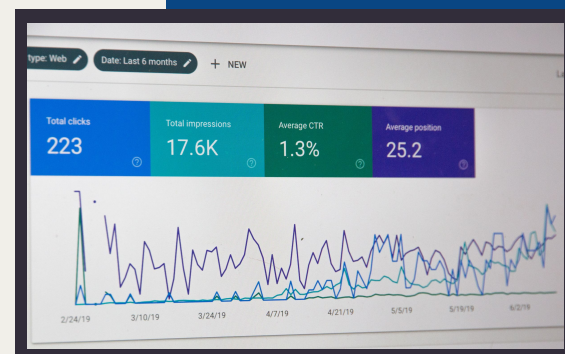 type: Web
Date: Last 6 months
+ NEW
La
Total clicks
223
Total impressions
17.6K
Average CTR
1.3%
Average position
25.2
2/24/19 3/10/19 3/24/19 4/7/19 4/21/19 5/5/19 5/19/19 6/2/19